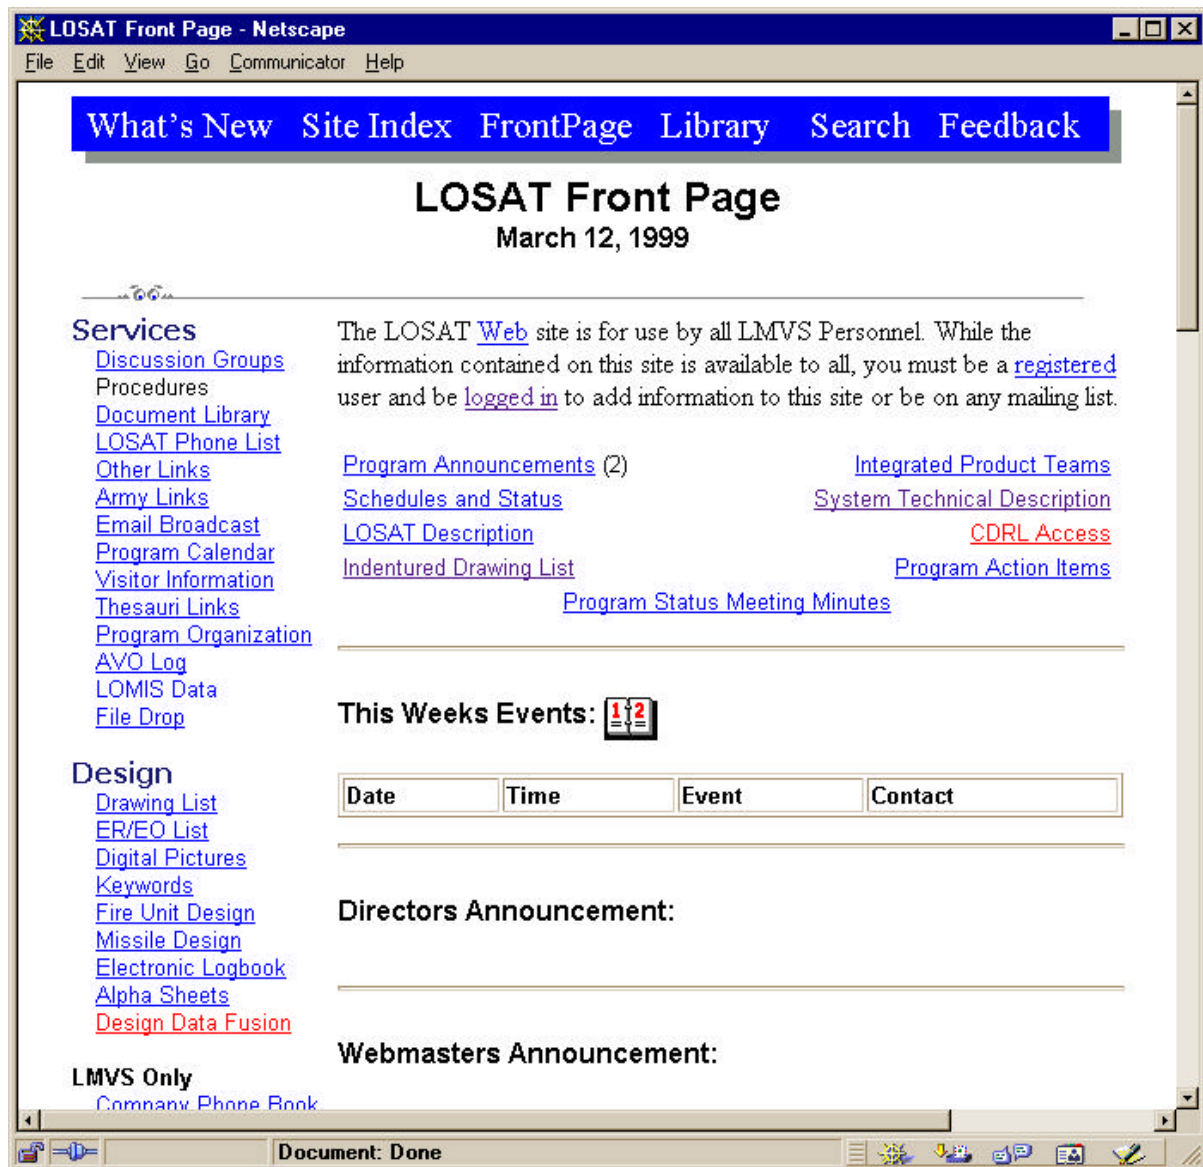 LOSAT Front Page - Netscape
File Edit View Go Communicator Help
What's New Site Index FrontPage Library Search Feedback
LOSAT Front Page
March 12, 1999
Services
Discussion Groups
Procedures
Document Library
LOSAT Phone List
Other Links
Army Links
Email Broadcast
Program Calendar
Visitor Information
Thesauri Links
Program Organization
AVO Log
LOMIS Data
File Drop
Design
Drawing List
ER/EO List
Digital Pictures
Keywords
Fire Unit Design
Missile Design
Electronic Logbook
Alpha Sheets
Design Data Fusion
LMVS Only
Company Phone Book
The LOSAT Web site is for use by all LMVS Personnel. While the
information contained on this site is available to all, you must be a registered
user and be logged in to add information to this site or be on any mailing list.
Program Announcements (2) Integrated Product Teams
Schedules and Status System Technical Description
LOSAT Description CDRL Access
Indentured Drawing List Program Action Items
Program Status Meeting Minutes
This Weeks Events: 1 2
Date Time Event Contact
Directors Announcement:
Webmasters Announcement:
Document: Done